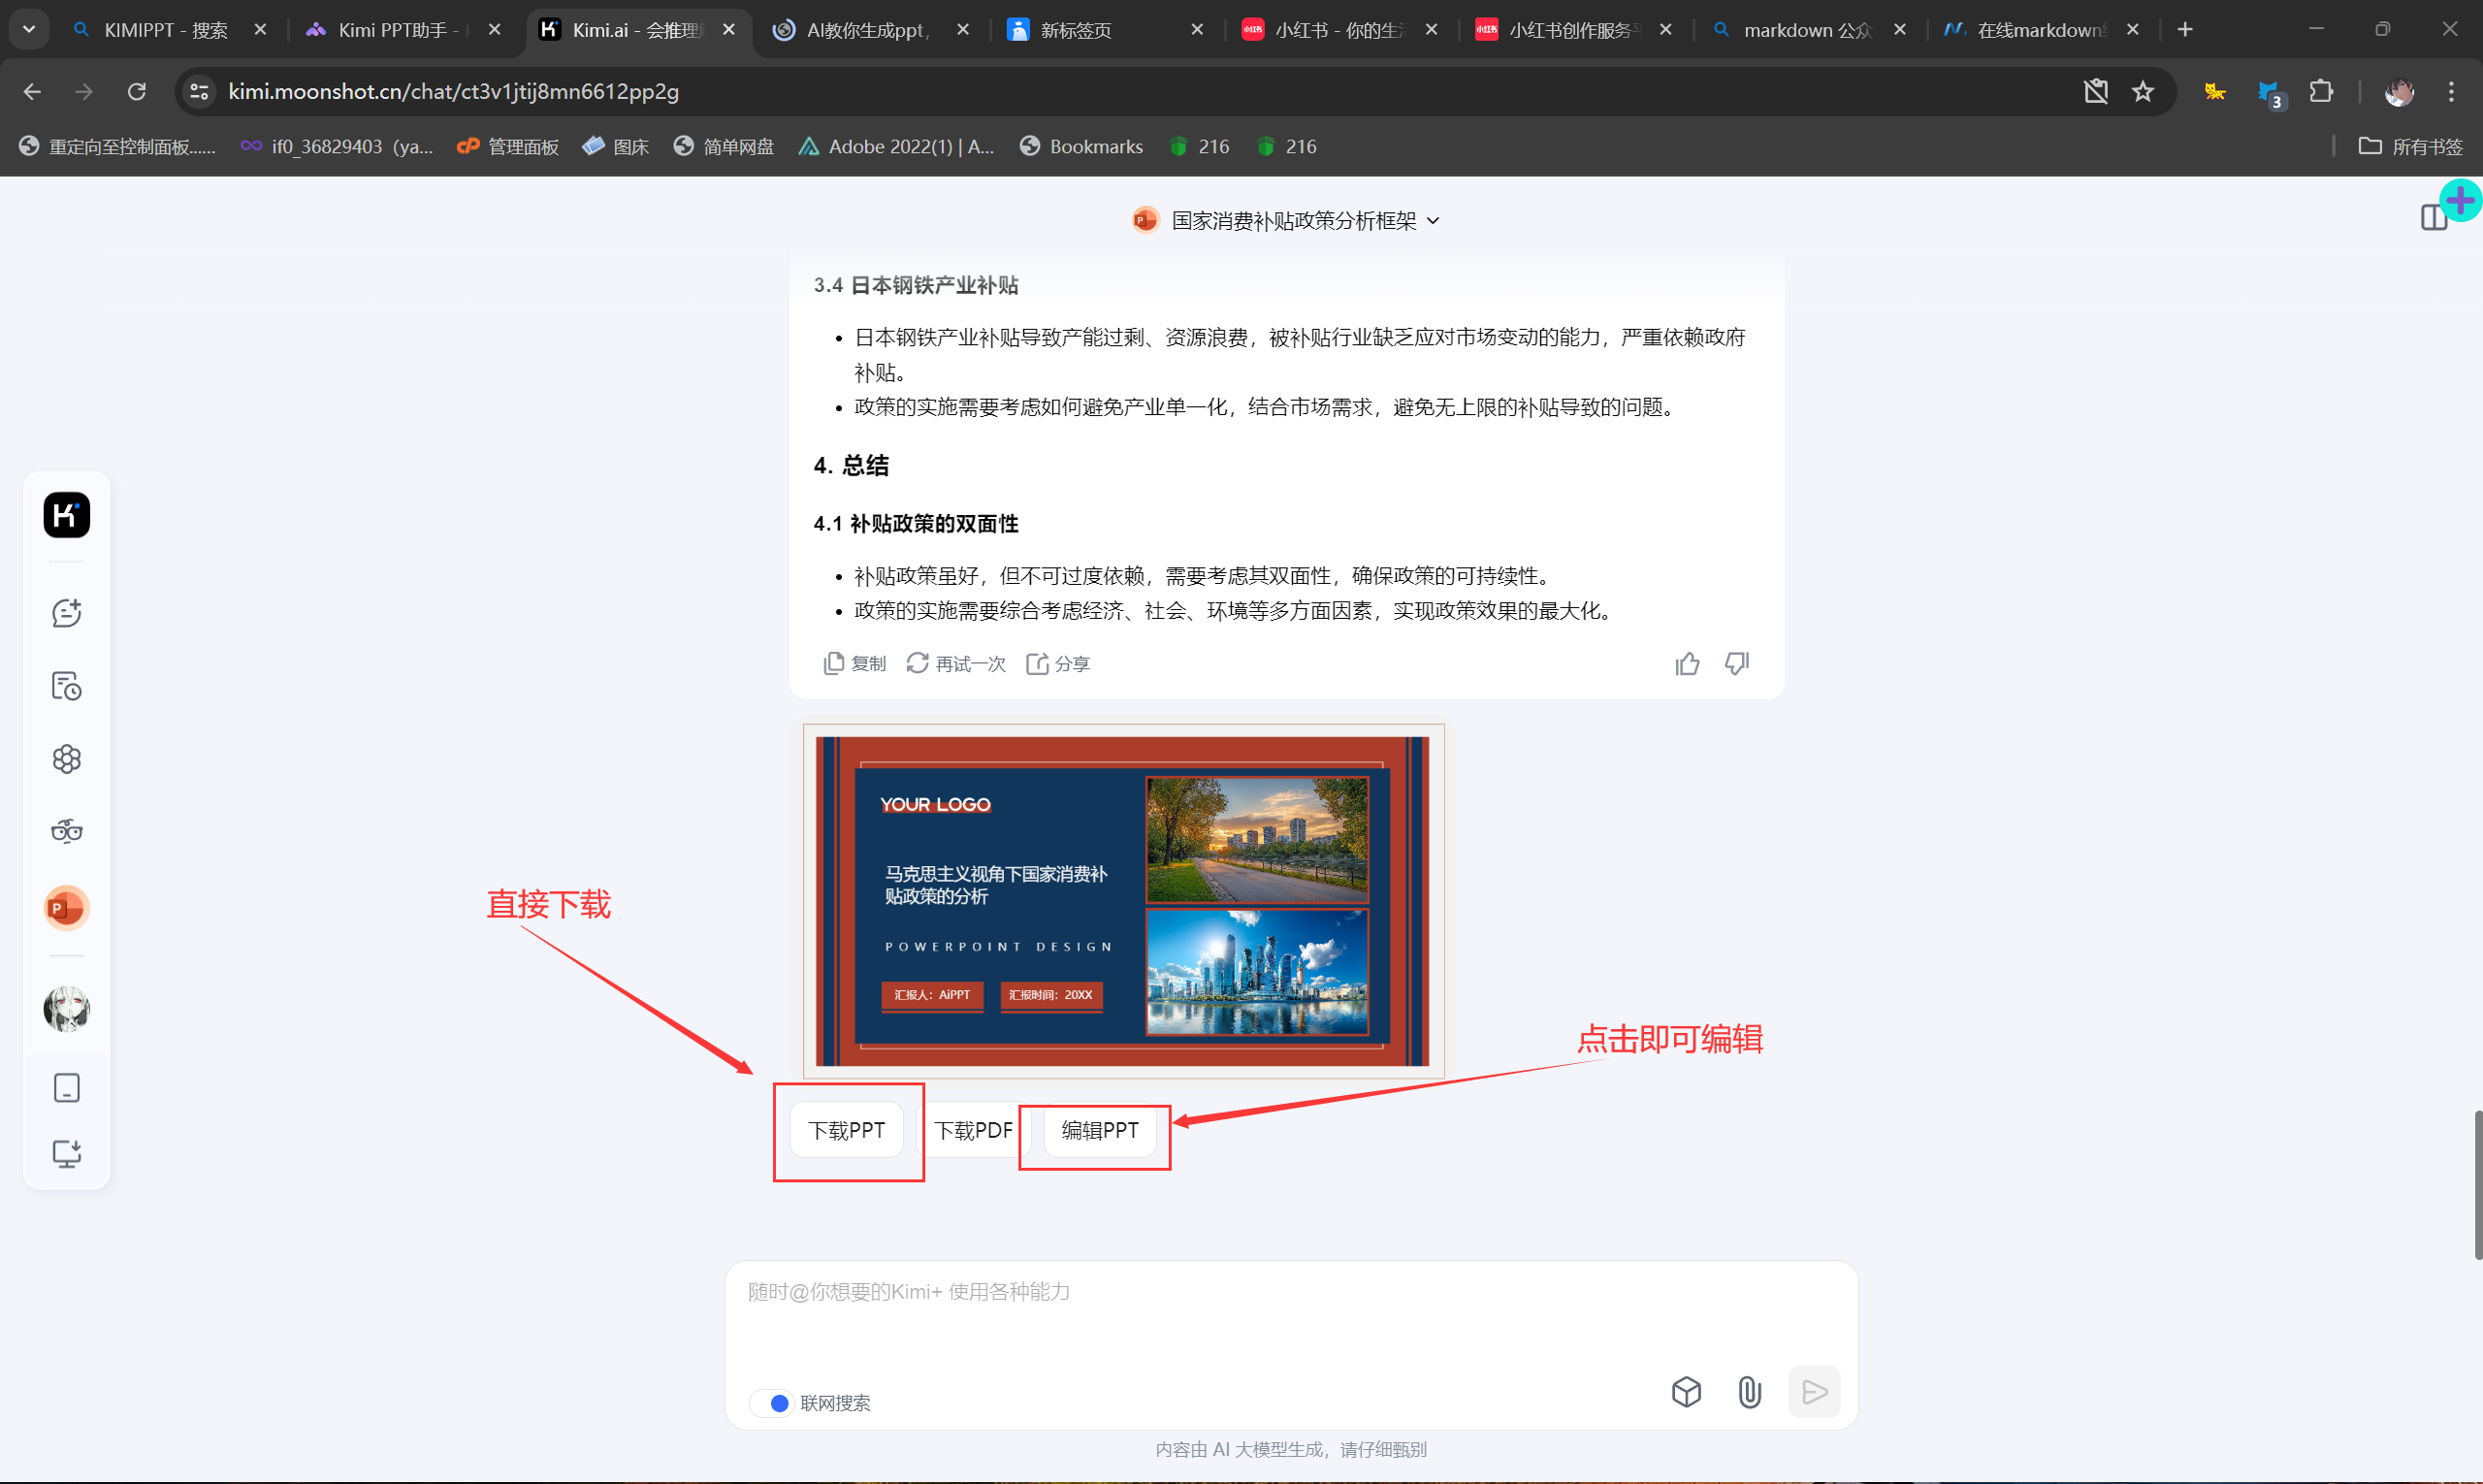 KIMIPPT - 搜索
Kimi PPT助手 -
Kimi.ai - 会推理
AI教你生成ppt,
新标签页
小红书 - 你的生
小红书创作服务
markdown 公众
在线markdown
kimi.moonshot.cn/chat/ct3v1jtij8mn6612pp2g
3
重定向至控制面板......
if0_36829403（ya...
管理面板
图床
简单网盘
Adobe 2022(1) | A...
Bookmarks
216
216
所有书签
国家消费补贴政策分析框架
3.4 日本钢铁产业补贴
• 日本钢铁产业补贴导致产能过剩、资源浪费，被补贴行业缺乏应对市场变动的能力，严重依赖政府
补贴。
• 政策的实施需要考虑如何避免产业单一化，结合市场需求，避免无上限的补贴导致的问题。
4. 总结
4.1 补贴政策的双面性
• 补贴政策虽好，但不可过度依赖，需要考虑其双面性，确保政策的可持续性。
• 政策的实施需要综合考虑经济、社会、环境等多方面因素，实现政策效果的最大化。
复制
再试一次
分享
YOUR LOGO
马克思主义视角下国家消费补
贴政策的分析
POWERPOINT DESIGN
汇报人：AiPPT
汇报时间：20XX
直接下载
点击即可编辑
下载PPT
下载PDF
编辑PPT
随时@你想要的Kimi+ 使用各种能力
联网搜索
内容由 AI 大模型生成，请仔细甄别